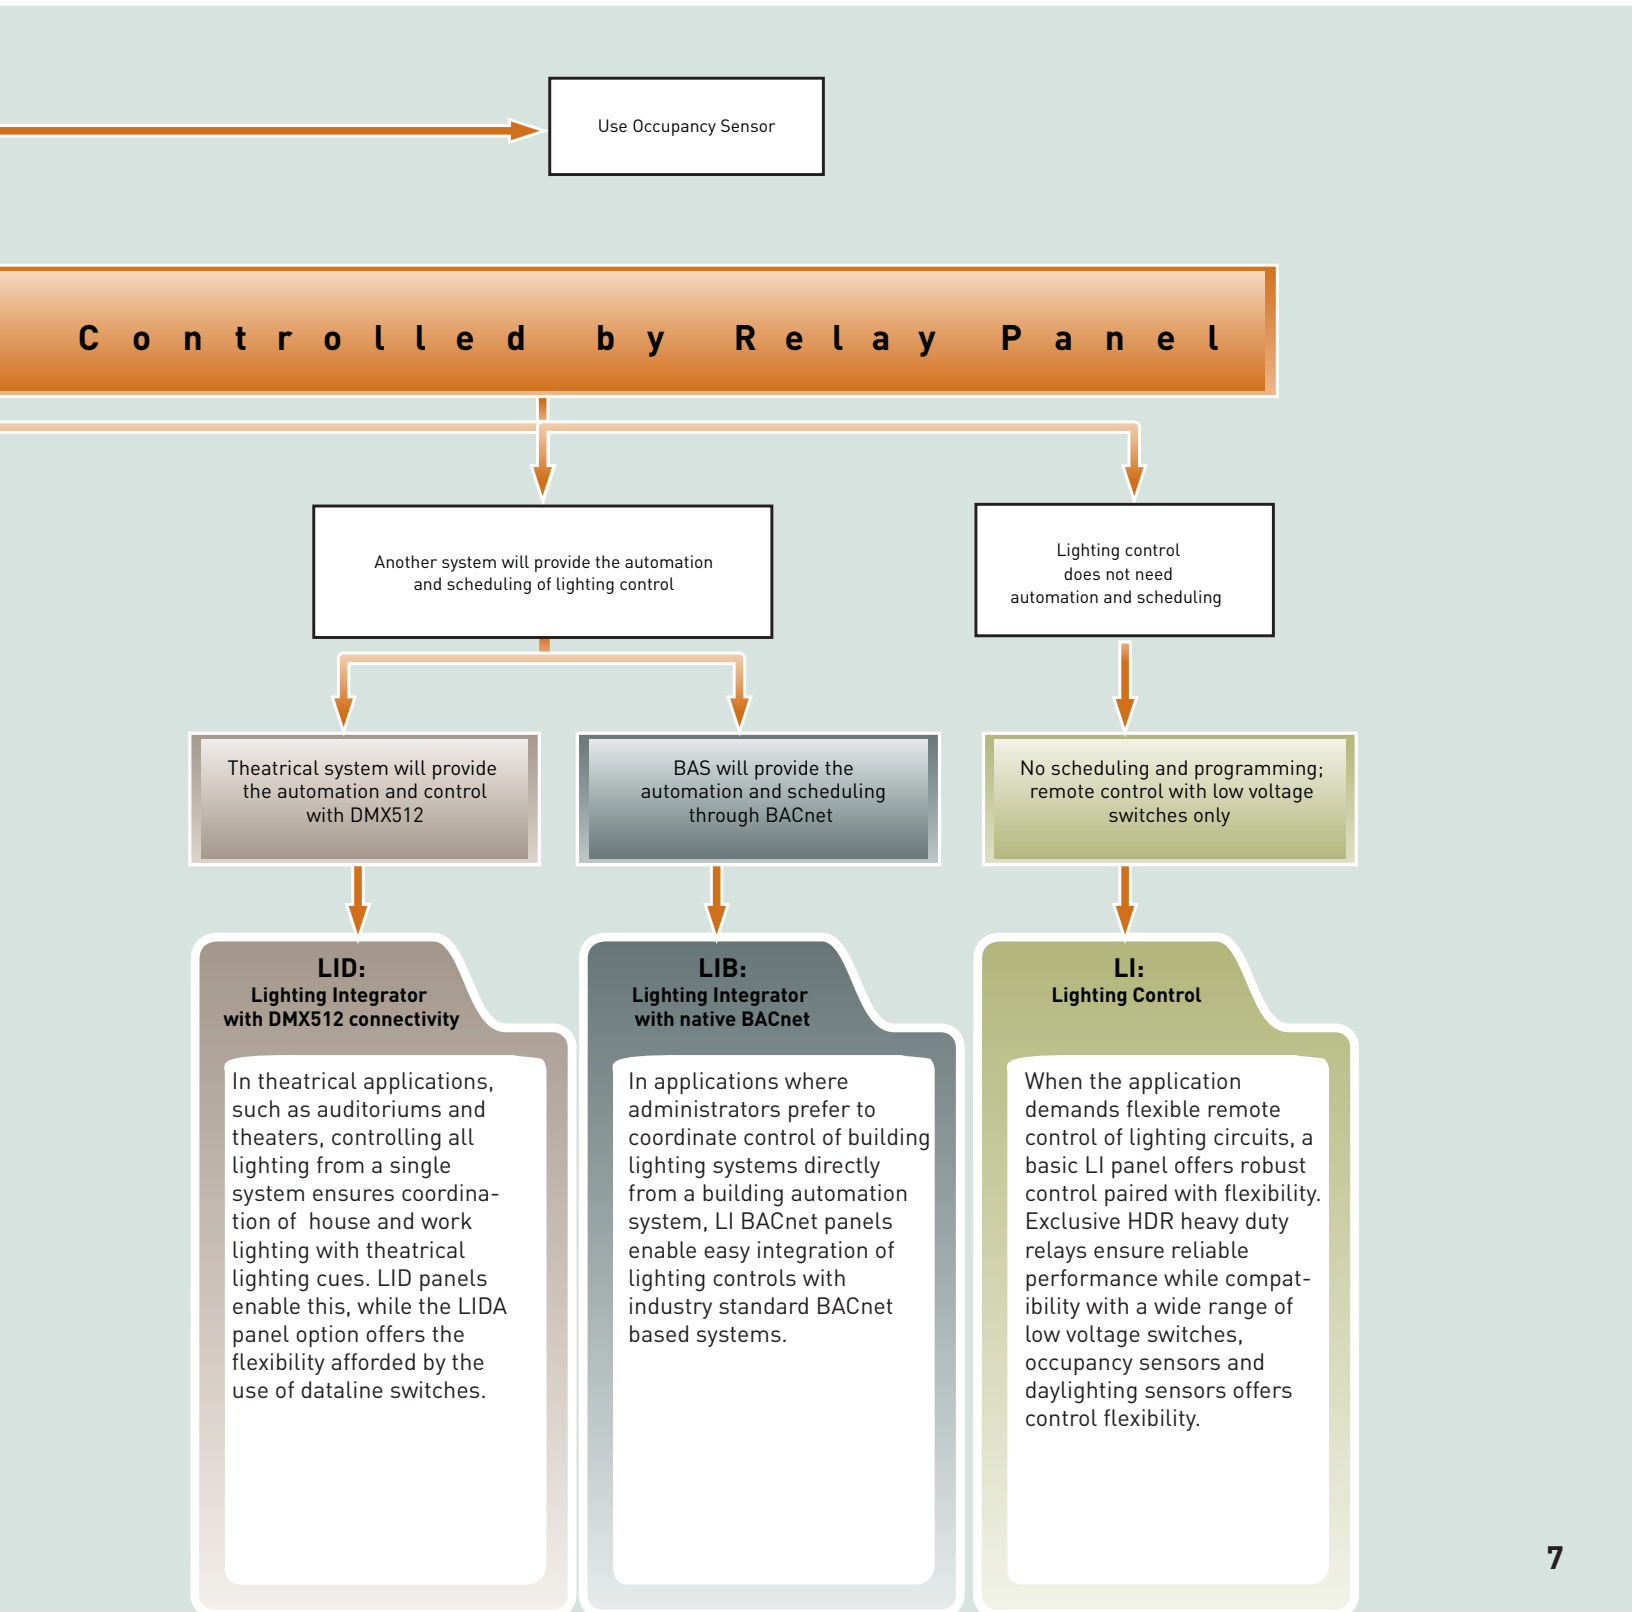 Use Occupancy Sensor
Controlled by Relay Panel
Another system will provide the automation
and scheduling of lighting control
Lighting control
does not need
automation and scheduling
Theatrical system will provide
the automation and control
with DMX512
BAS will provide the
automation and scheduling
through BACnet
No scheduling and programming;
remote control with low voltage
switches only
LID:
Lighting Integrator
with DMX512 connectivity
In theatrical applications,
such as auditoriums and
theaters, controlling all
lighting from a single
system ensures coordina-
tion of  house and work
lighting with theatrical
lighting cues. LID panels
enable this, while the LIDA
panel option offers the
flexibility afforded by the
use of dataline switches.
LIB:
Lighting Integrator
with native BACnet
In applications where
administrators prefer to
coordinate control of building
lighting systems directly
from a building automation
system, LI BACnet panels
enable easy integration of
lighting controls with
industry standard BACnet
based systems.
LI:
Lighting Control
When the application
demands flexible remote
control of lighting circuits, a
basic LI panel offers robust
control paired with flexibility.
Exclusive HDR heavy duty
relays ensure reliable
performance while compat-
ibility with a wide range of
low voltage switches,
occupancy sensors and
daylighting sensors offers
control flexibility.
7